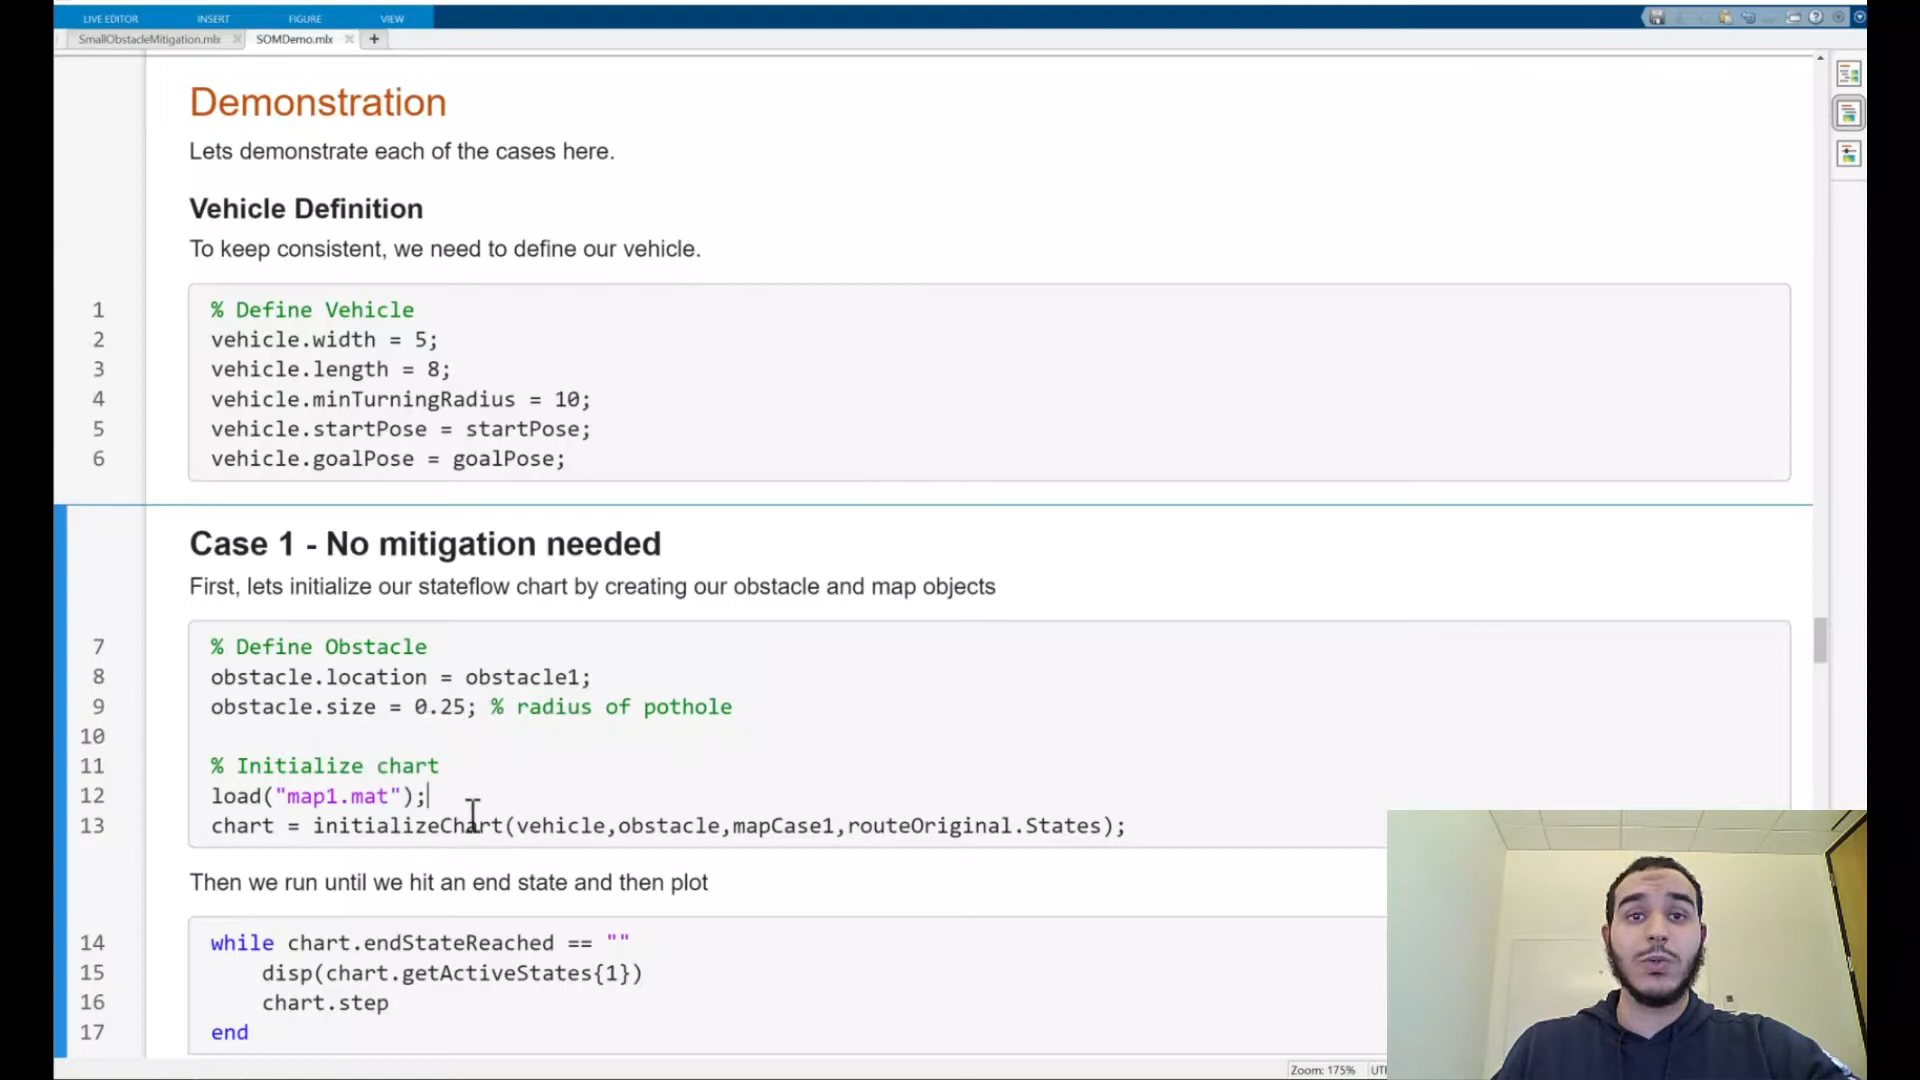 LIVE EDITOR INSERT FIGURE VIEW
SmallObstacleMitigation.mlx SOMDemo.mlx +
Demonstration
Lets demonstrate each of the cases here.
Vehicle Definition
To keep consistent, we need to define our vehicle.
1 % Define Vehicle
2 vehicle.width = 5;
3 vehicle.length = 8;
4 vehicle.minTurningRadius = 10;
5 vehicle.startPose = startPose;
6 vehicle.goalPose = goalPose;
Case 1 - No mitigation needed
First, lets initialize our stateflow chart by creating our obstacle and map objects
7 % Define Obstacle
8 obstacle.location = obstacle1;
9 obstacle.size = 0.25; % radius of pothole
10
11 % Initialize chart
12 load("map1.mat");
13 chart = initializeChart(vehicle,obstacle,mapCase1,routeOriginal.States);
Then we run until we hit an end state and then plot
14 while chart.endStateReached == ""
15 disp(chart.getActiveStates{1})
16 chart.step
17 end
Zoom: 175%